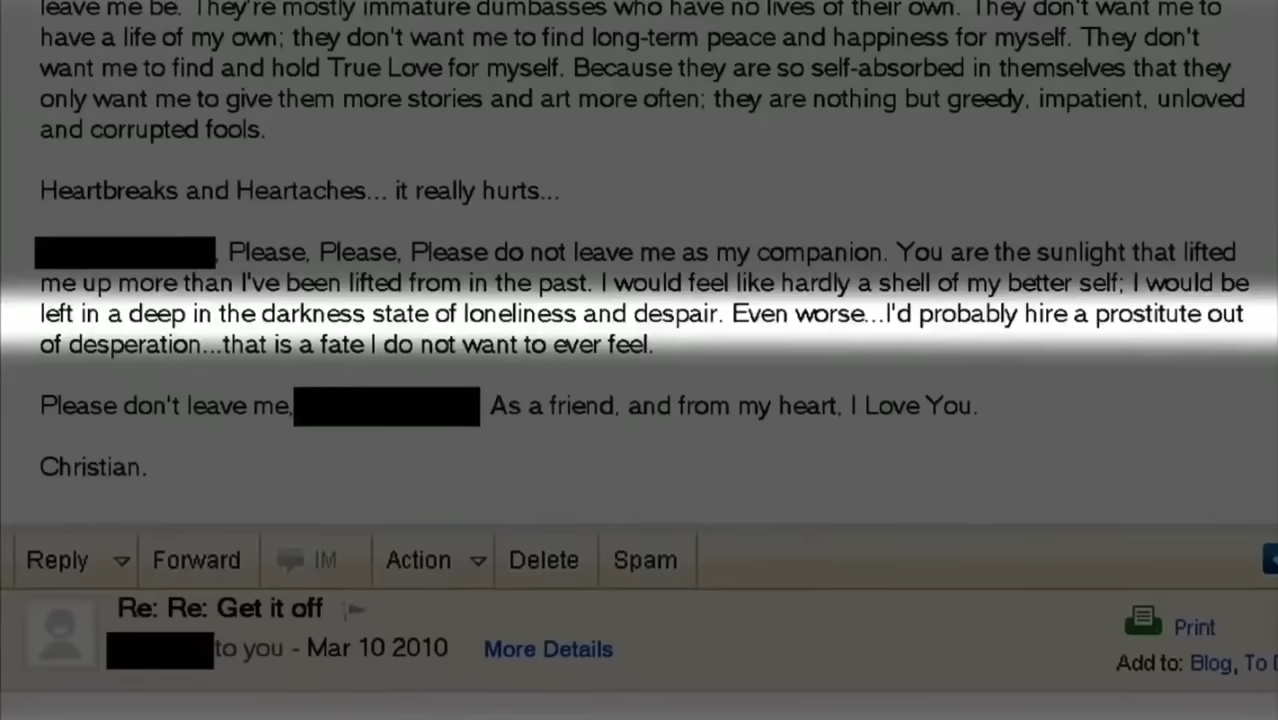 leave me be. They're mostly immature dumbasses who have no lives of their own. They don't want me to
have a life of my own; they don't want me to find long-term peace and happiness for myself. They don't
want me to find and hold True Love for myself. Because they are so self-absorbed in themselves that they
only want me to give them more stories and art more often; they are nothing but greedy, impatient, unloved
and corrupted fools.
Heartbreaks and Heartaches... it really hurts...
, Please, Please, Please do not leave me as my companion. You are the sunlight that lifted
me up more than I've been lifted from in the past. I would feel like hardly a shell of my better self; I would be
left in a deep in the darkness state of loneliness and despair. Even worse...I'd probably hire a prostitute out
of desperation...that is a fate I do not want to ever feel.
Please don't leave me, As a friend, and from my heart, I Love You.
Christian.
Reply Forward IM Action Delete Spam
Re: Re: Get it off
to you - Mar 10 2010 More Details
Print
Add to: Blog, To